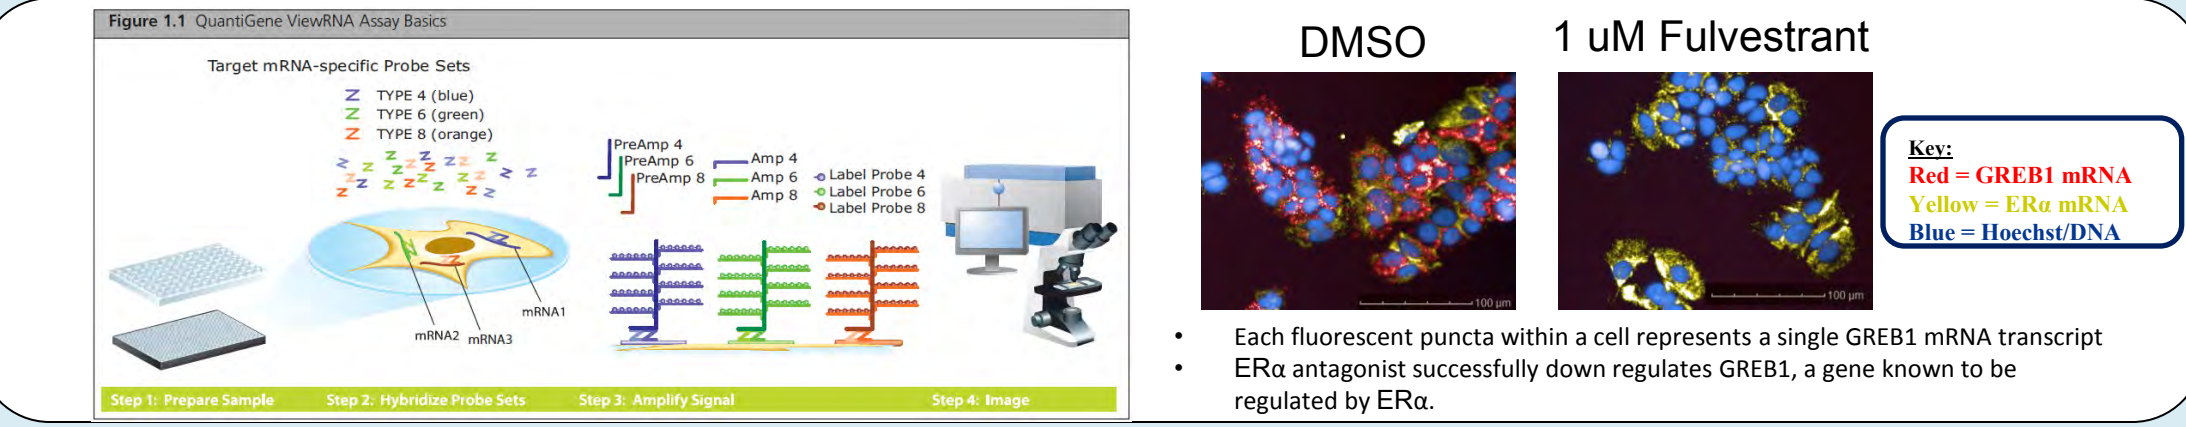 Figure 1.1 QuantiGene ViewRNA Assay Basics
Target mRNA-specific Probe Sets
Z TYPE 4 (blue)
Z TYPE 6 (green)
Z TYPE 8 (orange)
PreAmp 4
PreAmp 6
PreAmp 8
Amp 4
Amp 6
Amp 8
Label Probe 4
Label Probe 6
Label Probe 8
mRNA1
mRNA2
mRNA3
Step 1: Prepare Sample
Step 2: Hybridize Probe Sets
Step 3: Amplify Signal
Step 4: Image
DMSO
1 uM Fulvestrant
100 µm
100 µm
Key:
Red = GREB1 mRNA
Yellow = ERα mRNA
Blue = Hoechst/DNA
• Each fluorescent puncta within a cell represents a single GREB1 mRNA transcript
• ERα antagonist successfully down regulates GREB1, a gene known to be
regulated by ERα.